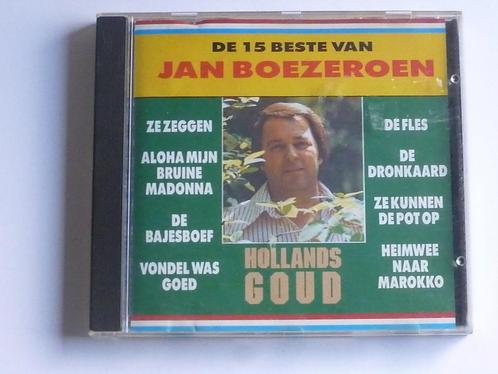 DE 15 BESTE VAN
JAN BOEZEROEN
ZE ZEGGEN
ALOHA MIJN
BRUINE
MADONNA
DE
BAJESBOEF
VONDEL WAS
GOED
DE FLES
DE
DRONKAARD
ZE KUNNEN
DE POT OP
HEIMWEE
NAAR
MAROKKO
HOLLANDS
GOUD